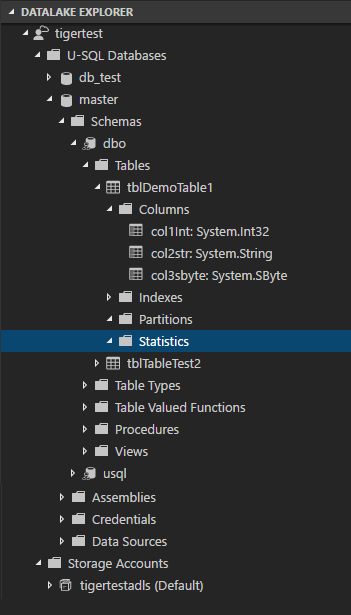 DATALAKE EXPLORER
tigertest
U-SQL Databases
db_test
master
Schemas
dbo
Tables
tblDemoTable1
Columns
col1Int: System.Int32
col2str: System.String
col3sbyte: System.SByte
Indexes
Partitions
Statistics
tblTableTest2
Table Types
Table Valued Functions
Procedures
Views
usql
Assemblies
Credentials
Data Sources
Storage Accounts
tigertestadls (Default)